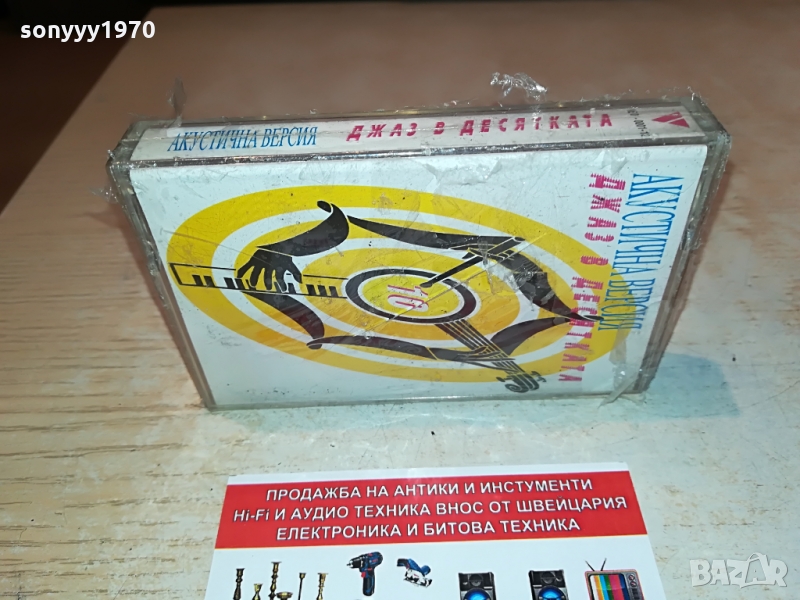 sonyyy1970
АКУСТИЧНА ВЕРСИЯ ДЖАЗ В ДЕСЯТКАТА
АКУСТИЧНА ВЕРСИЯ
ДЖАЗ В ДЕСЯТКАТА
10
ПРОДАЖБА НА АНТИКИ И ИНСТУМЕНТИ
Hi-Fi И АУДИО ТЕХНИКА ВНОС ОТ ШВЕЙЦАРИЯ
ЕЛЕКТРОНИКА И БИТОВА ТЕХНИКА
BAZAR